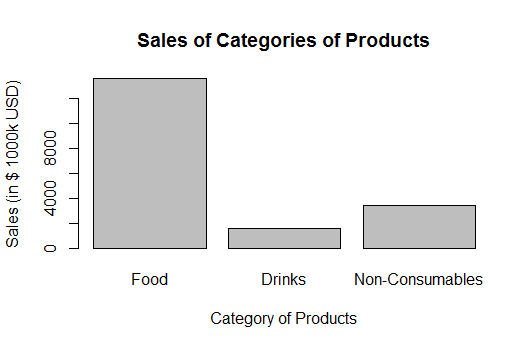 Sales of Categories of Products
Sales (in $ 1000k USD)
8000
4000
0
Food Drinks Non-Consumables
Category of Products